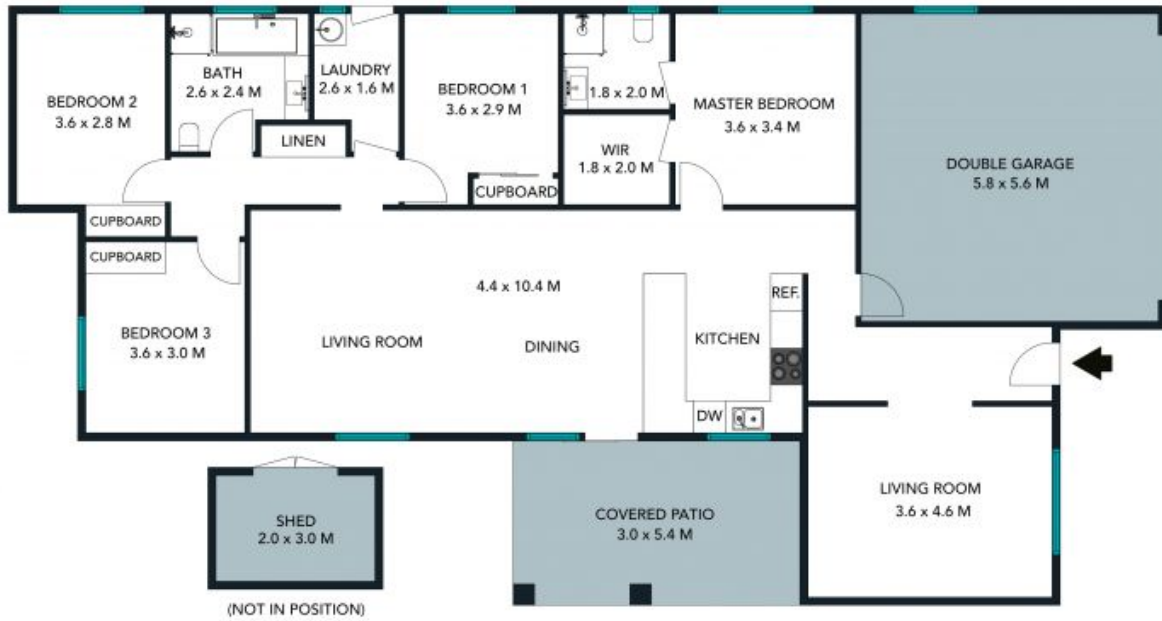 BEDROOM 2
3.6 x 2.8 M
BATH
2.6 x 2.4 M
LAUNDRY
2.6 x 1.6 M
BEDROOM 1
3.6 x 2.9 M
1.8 x 2.0 M
MASTER BEDROOM
3.6 x 3.4 M
DOUBLE GARAGE
5.8 x 5.6 M
LINEN
WIR
1.8 x 2.0 M
CUPBOARD
CUPBOARD
CUPBOARD
BEDROOM 3
3.6 x 3.0 M
LIVING ROOM
4.4 x 10.4 M
DINING
KITCHEN
REF.
DW
SHED
2.0 x 3.0 M
(NOT IN POSITION)
COVERED PATIO
3.0 x 5.4 M
LIVING ROOM
3.6 x 4.6 M